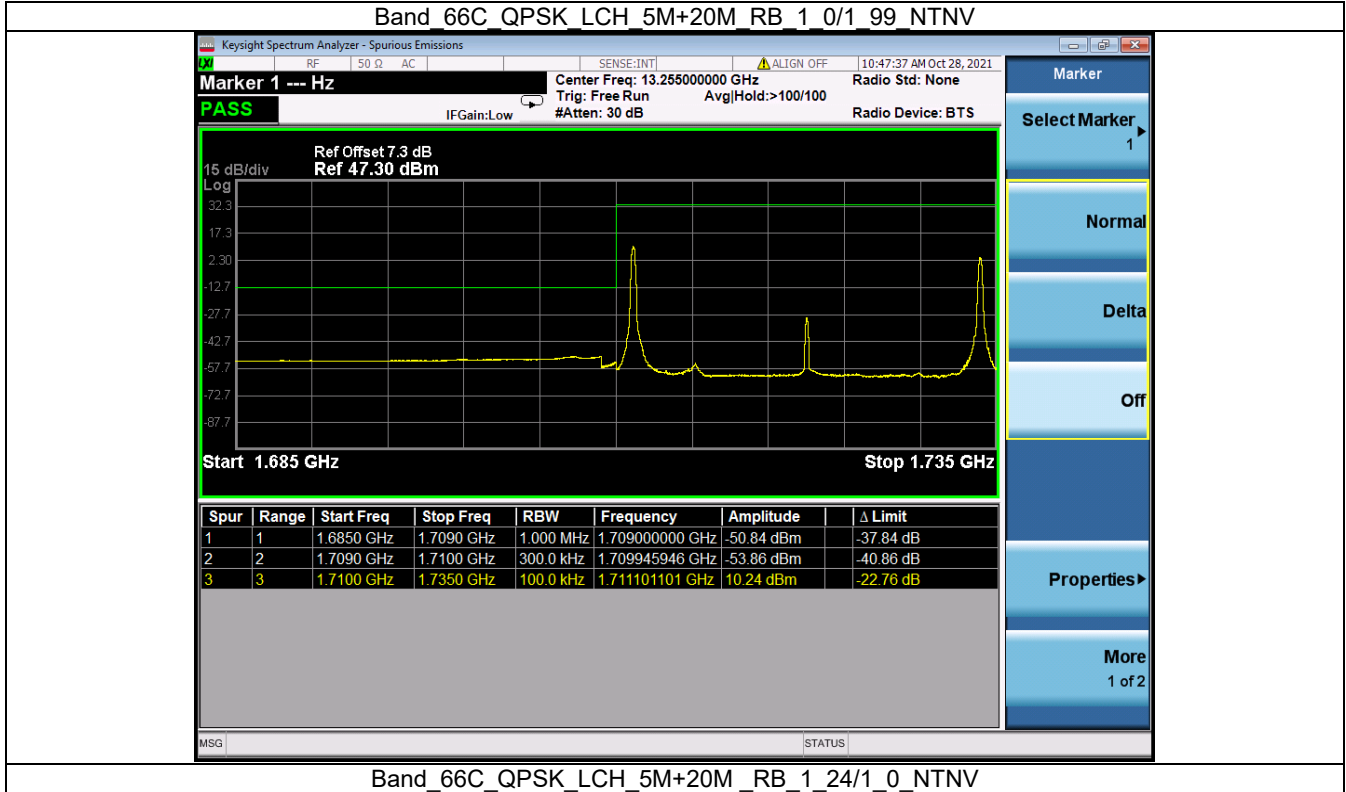 Band_66C_QPSK_LCH_5M+20M_RB_1_0/1_99_NTNV
Keysight Spectrum Analyzer - Spurious Emissions
LXI RF 50 Ω AC SENSE:INT ALIGN OFF 10:47:37 AM Oct 28, 2021
Marker 1 --- Hz Center Freq: 13.255000000 GHz Radio Std: None
Trig: Free Run Avg|Hold:>100/100
PASS IFGain:Low #Atten: 30 dB Radio Device: BTS
Ref Offset 7.3 dB
15 dB/div Ref 47.30 dBm
Log
32.3
17.3
2.30
-12.7
-27.7
-42.7
-57.7
-72.7
-87.7
Start 1.685 GHz Stop 1.735 GHz
Spur Range Start Freq Stop Freq RBW Frequency Amplitude Δ Limit
1 1 1.6850 GHz 1.7090 GHz 1.000 MHz 1.709000000 GHz -50.84 dBm -37.84 dB
2 2 1.7090 GHz 1.7100 GHz 300.0 kHz 1.709945946 GHz -53.86 dBm -40.86 dB
3 3 1.7100 GHz 1.7350 GHz 100.0 kHz 1.711101101 GHz 10.24 dBm -22.76 dB
MSG STATUS
Marker
Select Marker
1
Normal
Delta
Off
Properties
More
1 of 2
Band_66C_QPSK_LCH_5M+20M _RB_1_24/1_0_NTNV